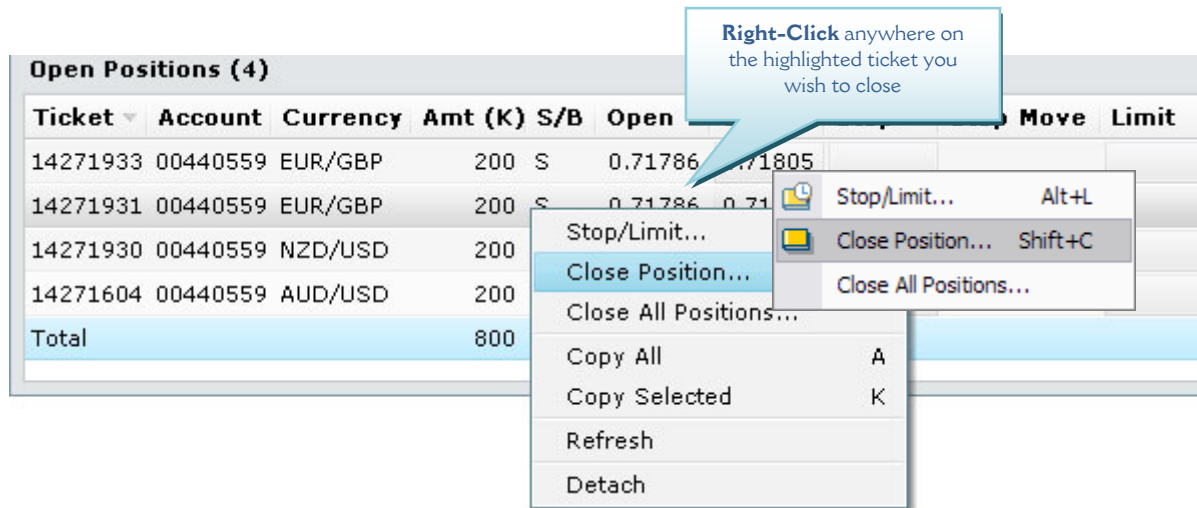 Right-Click anywhere on
the highlighted ticket you
wish to close
Open Positions (4)
Ticket Account Currency Amt (K) S/B Open Move Limit
14271933 00440559 EUR/GBP 200 S 0.71786 .71805
14271931 00440559 EUR/GBP 200 S 0.71786 0.71
14271930 00440559 NZD/USD 200
14271604 00440559 AUD/USD 200
Total 800
Stop/Limit...
Close Position...
Close All Positions...
Copy All A
Copy Selected K
Refresh
Detach
Stop/Limit... Alt+L
Close Position... Shift+C
Close All Positions...